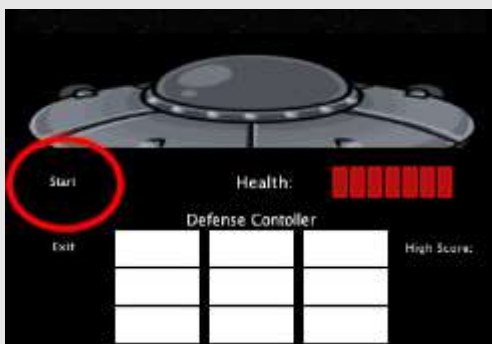 Start
Health:
Defense Contoller
Exit
High Score: